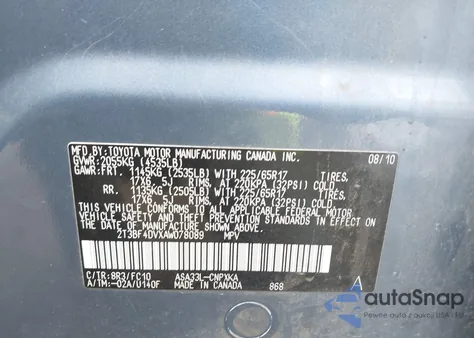 MFD.BY:TOYOTA MOTOR MANUFACTURING CANADA INC.
GVWR:2055KG (4535LB) 08/10
GAWR:FRT. 1145KG (2535LB) 225/65R17 TIRES,
17X6.5J RIMS, AT 220KPA (32PSI) COLD
RR. 1135KG (2505LB) 225/65R17 TIRES,
17X6.5J RIMS, AT 220KPA (32PSI) COLD
THIS VEHICLE CONFORMS TO ALL APPLICABLE FEDERAL MOTOR
VEHICLE SAFETY AND THEFT PREVENTION STANDARDS IN
EFFECT ON THE DATE OF MANUFACTURE SHOWN ABOVE.
2T3BF4DVXAW078089 MPV
C/TR:8R3/FC10 ASA33L-CNPXKA A
A/TM:-02A/U140F MADE IN CANADA 868
autoSnap
Pewne auto z USA i EU